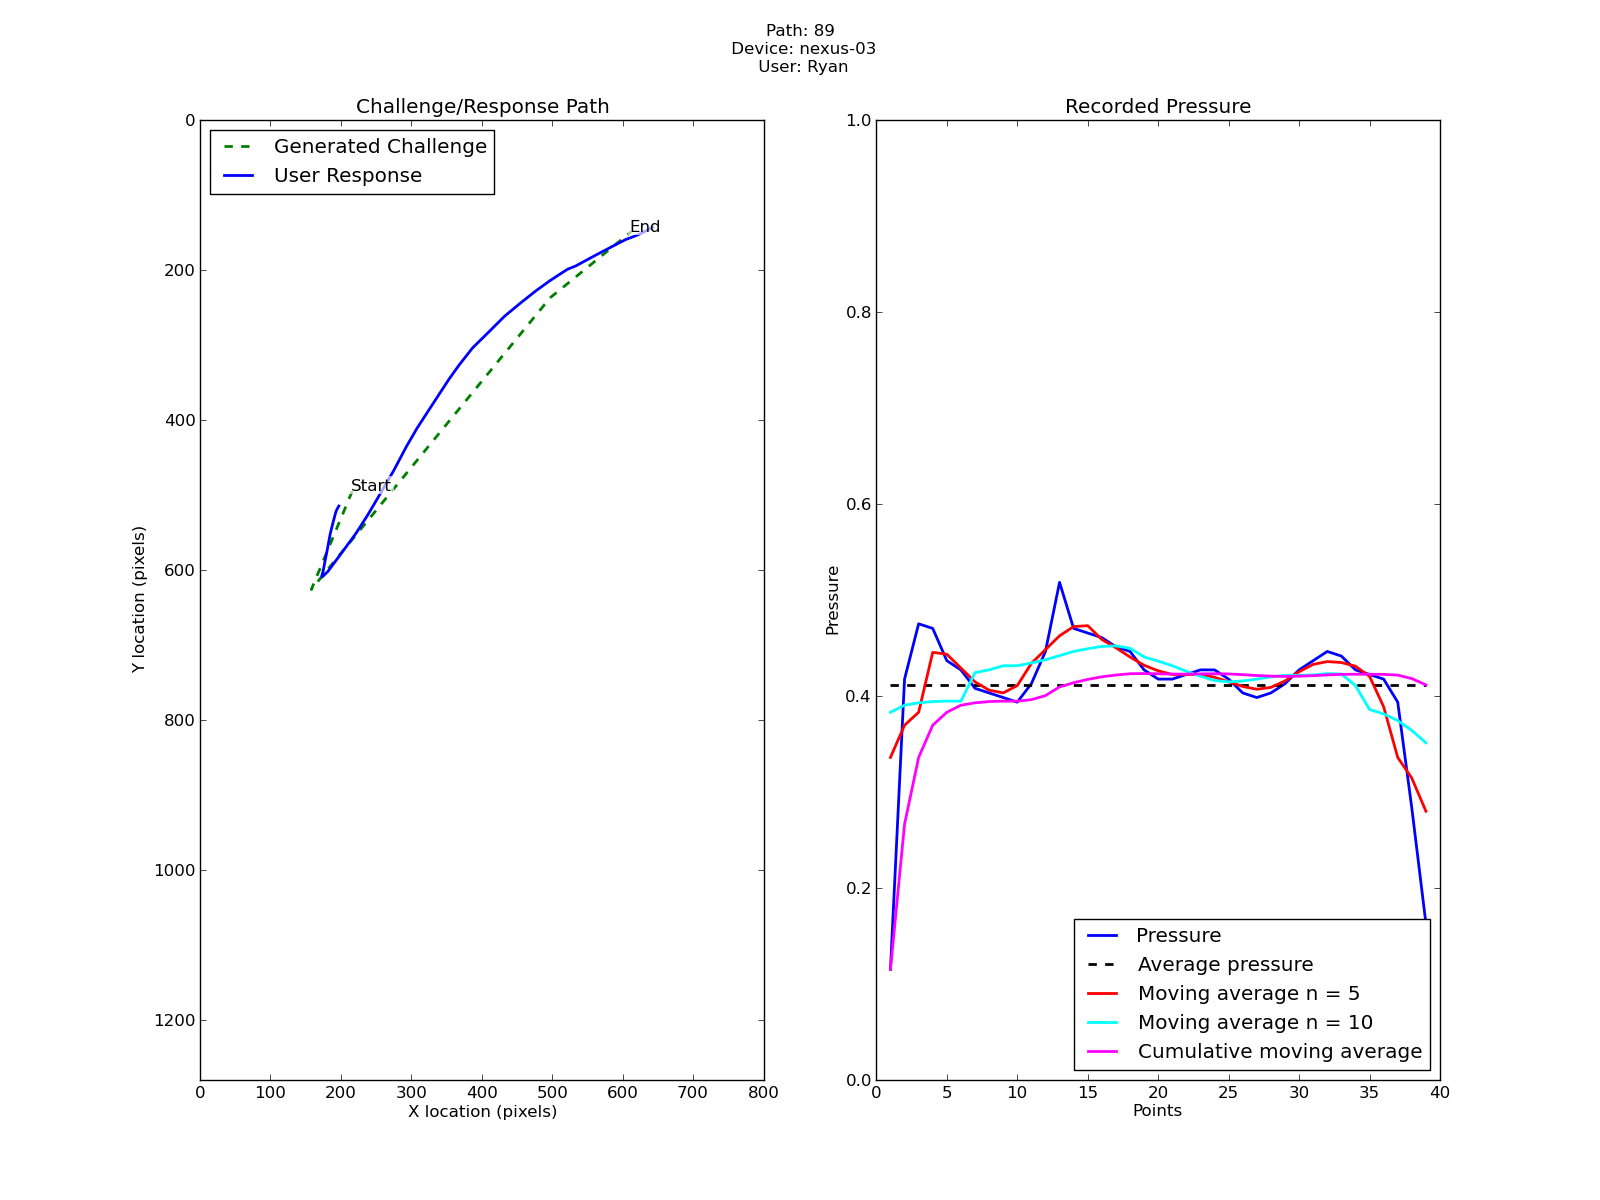 Path: 89
Device: nexus-03
User: Ryan
Challenge/Response Path
Generated Challenge
User Response
Start
End
0
200
400
600
800
1000
1200
Y location (pixels)
0 100 200 300 400 500 600 700 800
X location (pixels)
Recorded Pressure
1.0
0.8
0.6
0.4
0.2
0.0
Pressure
Pressure
Average pressure
Moving average n = 5
Moving average n = 10
Cumulative moving average
0 5 10 15 20 25 30 35 40
Points